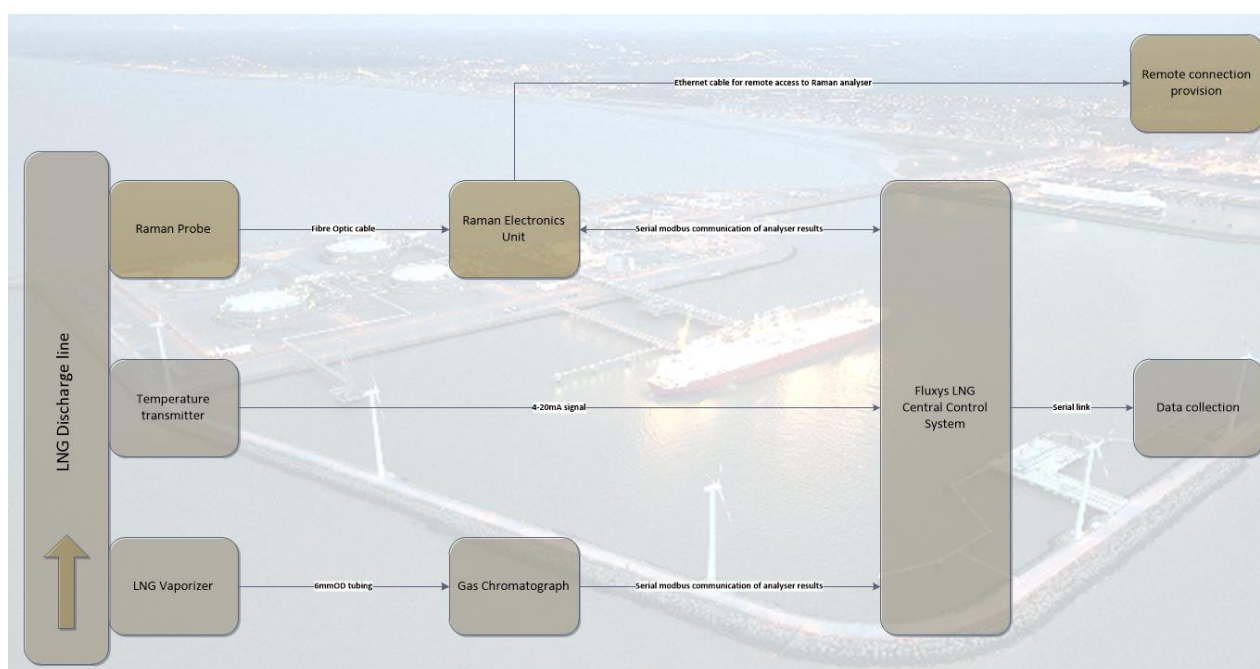 Ethernet cable for remote access to Raman analyser
Remote connection
provision
LNG Discharge line
Raman Probe
Fibre Optic cable
Raman Electronics
Unit
Serial modbus communication of analyser results
Temperature
transmitter
4-20mA signal
Fluxys LNG
Central Control
System
Serial link
Data collection
LNG Vaporizer
6mmOD tubing
Gas Chromatograph
Serial modbus communication of analyser results